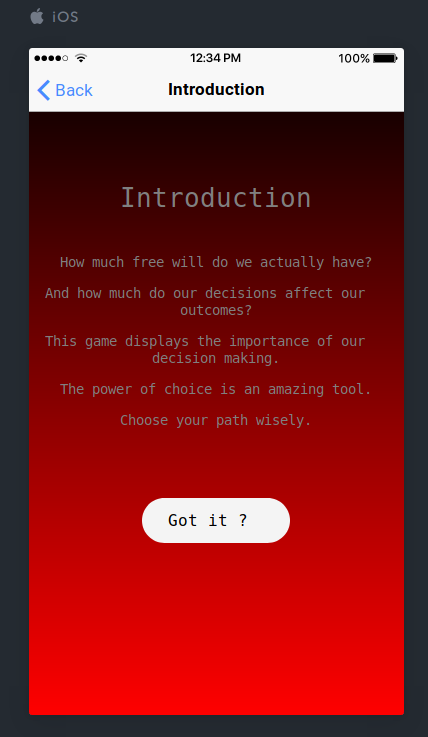 iOS
12:34 PM
100%
Back
Introduction
Introduction
How much free will do we actually have?
And how much do our decisions affect our
outcomes?
This game displays the importance of our
decision making.
The power of choice is an amazing tool.
Choose your path wisely.
Got it ?